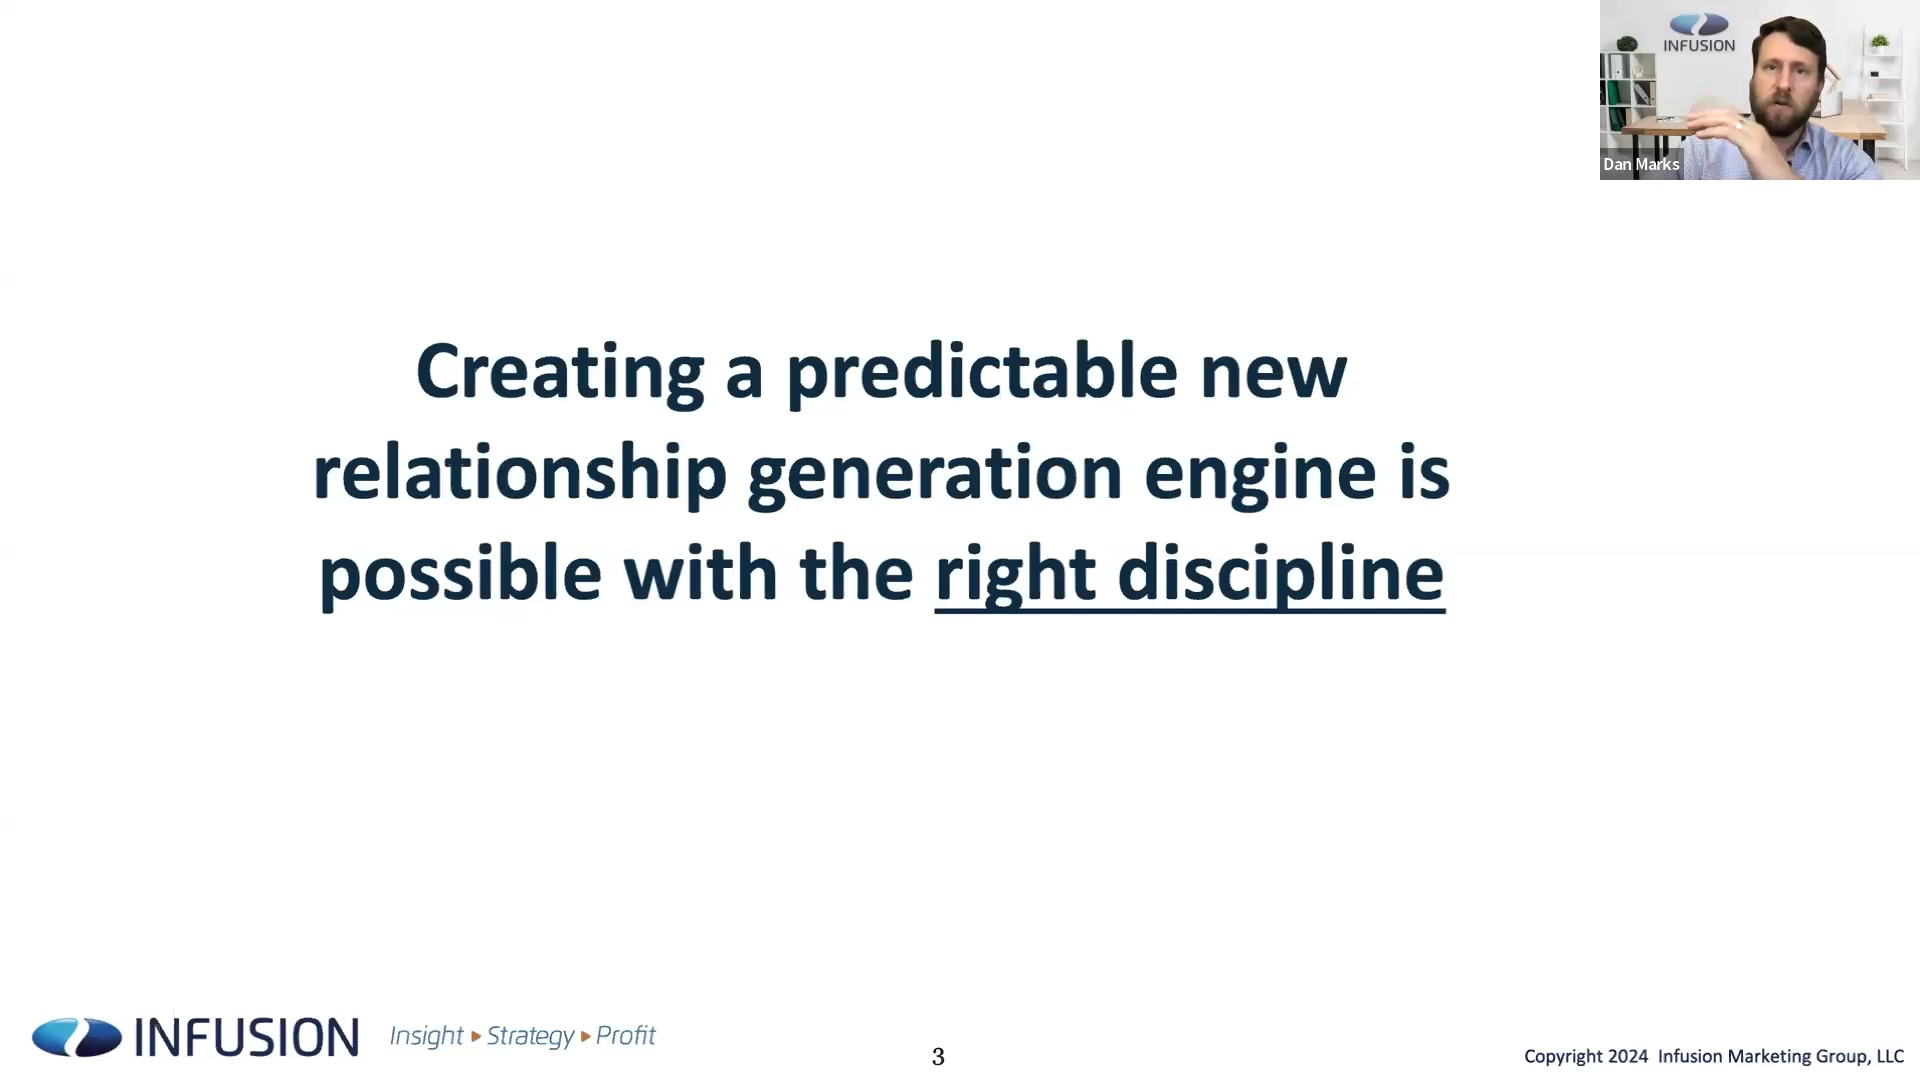 INFUSION
Dan Marks
Creating a predictable new
relationship generation engine is
possible with the right discipline
INFUSION
Insight ▸ Strategy ▸ Profit
3
Copyright 2024 Infusion Marketing Group, LLC